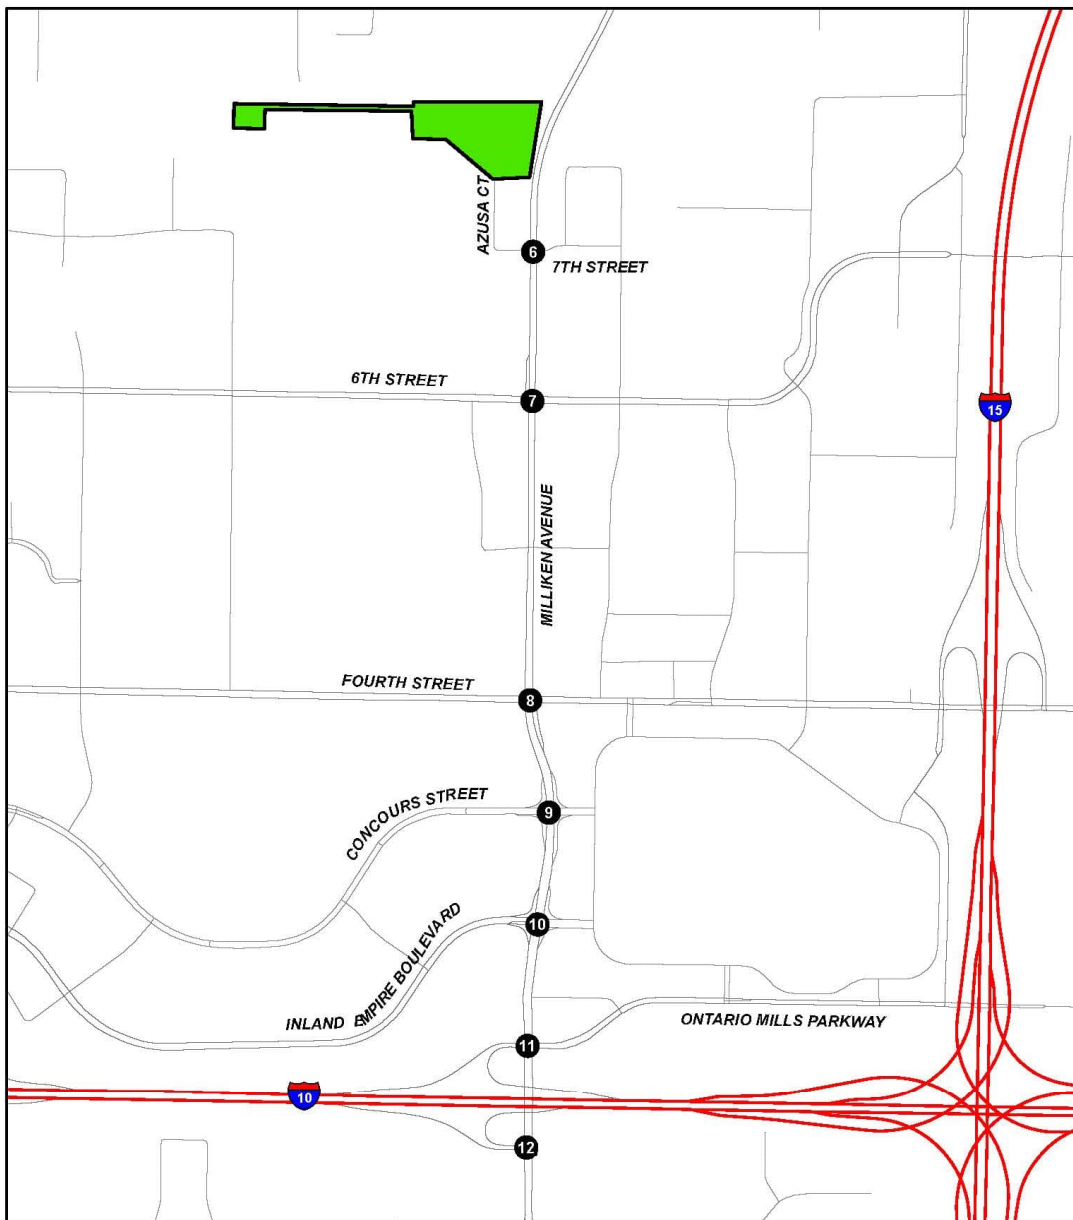 AZUSA CT
6
7TH STREET
6TH STREET
7
15
MILLIKEN AVENUE
FOURTH STREET
8
CONCOURS STREET
9
10
INLAND EMPIRE BOULEVARD
ONTARIO MILLS PARKWAY
11
10
12